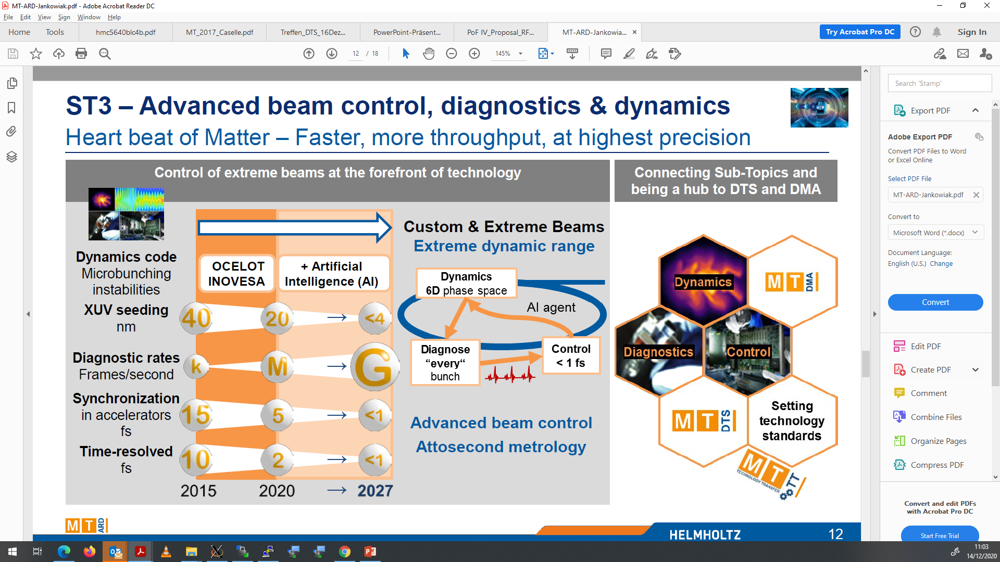 MT-ARD-Jankowiak.pdf - Adobe Acrobat Reader DC
File Edit View Sign Window Help
Home Tools hmc5640blc4b.pdf MT_2017_Caselle.pdf Treffen_DTS_16Dez... PowerPoint-Präsent... PoF IV_Proposal_RF... MT-ARD-Jankowia... Try Acrobat Pro DC Sign In
12 / 18 145%
ST3 – Advanced beam control, diagnostics & dynamics
Heart beat of Matter – Faster, more throughput, at highest precision
Control of extreme beams at the forefront of technology
Dynamics code
Microbunching
instabilities
OCELOT
INOVESA
+ Artificial
Intelligence (AI)
XUV seeding
nm
40 20 → <4
Diagnostic rates
Frames/second
k M → G
Synchronization
in accelerators
fs
15 5 → <1
Time-resolved
fs
10 2 → <1
2015 2020 → 2027
Custom & Extreme Beams
Extreme dynamic range
Dynamics
6D phase space
AI agent
Diagnose
“every“
bunch
Control
< 1 fs
Advanced beam control
Attosecond metrology
Connecting Sub-Topics and
being a hub to DTS and DMA
Dynamics
MT DMA
Diagnostics
Control
MT DTS
Setting
technology
standards
MT TT
TECHNOLOGY TRANSFER
MT ARD
HELMHOLTZ
12
Search 'Stamp'
Export PDF
Adobe Export PDF
Convert PDF Files to Word
or Excel Online
Select PDF File
MT-ARD-Jankowiak.pdf
Convert to
Microsoft Word (*.docx)
Document Language:
English (U.S.) Change
Convert
Edit PDF
Create PDF
Comment
Combine Files
Organize Pages
Compress PDF
Convert and edit PDFs
with Acrobat Pro DC
Start Free Trial
11:03
14/12/2020